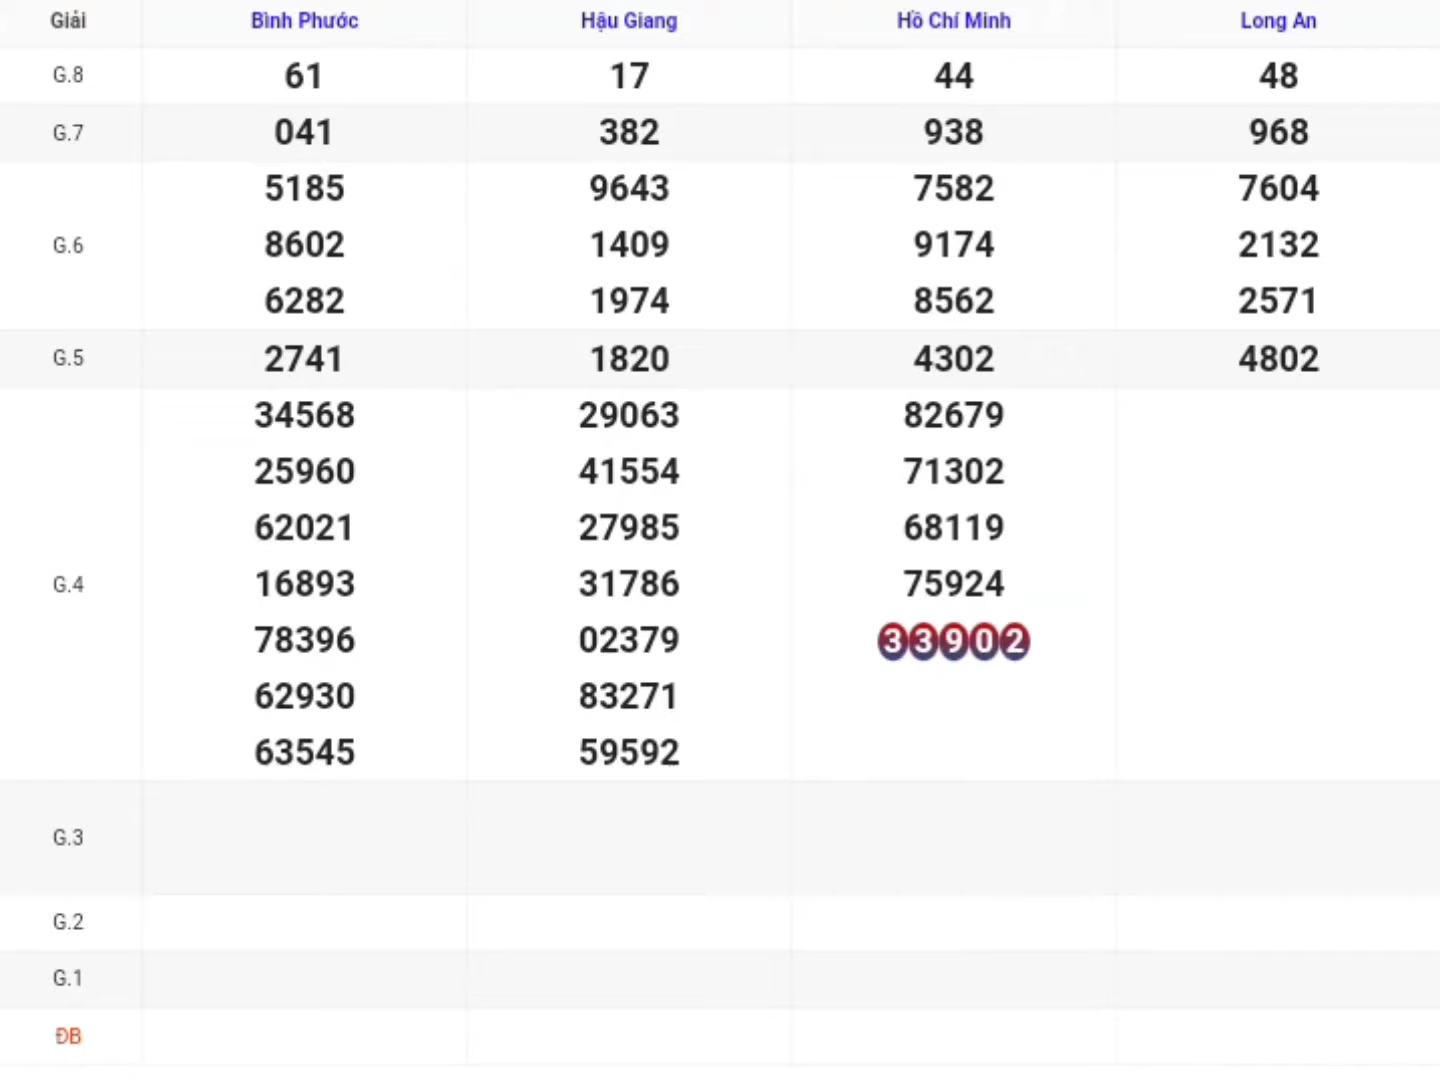 Giải Bình Phước Hậu Giang Hồ Chí Minh Long An
G.8 61 17 44 48
G.7 041 382 938 968
5185 9643 7582 7604
G.6 8602 1409 9174 2132
6282 1974 8562 2571
G.5 2741 1820 4302 4802
34568 29063 82679
25960 41554 71302
62021 27985 68119
G.4 16893 31786 75924
78396 02379 33902
62930 83271
63545 59592
G.3
G.2
G.1
ĐB